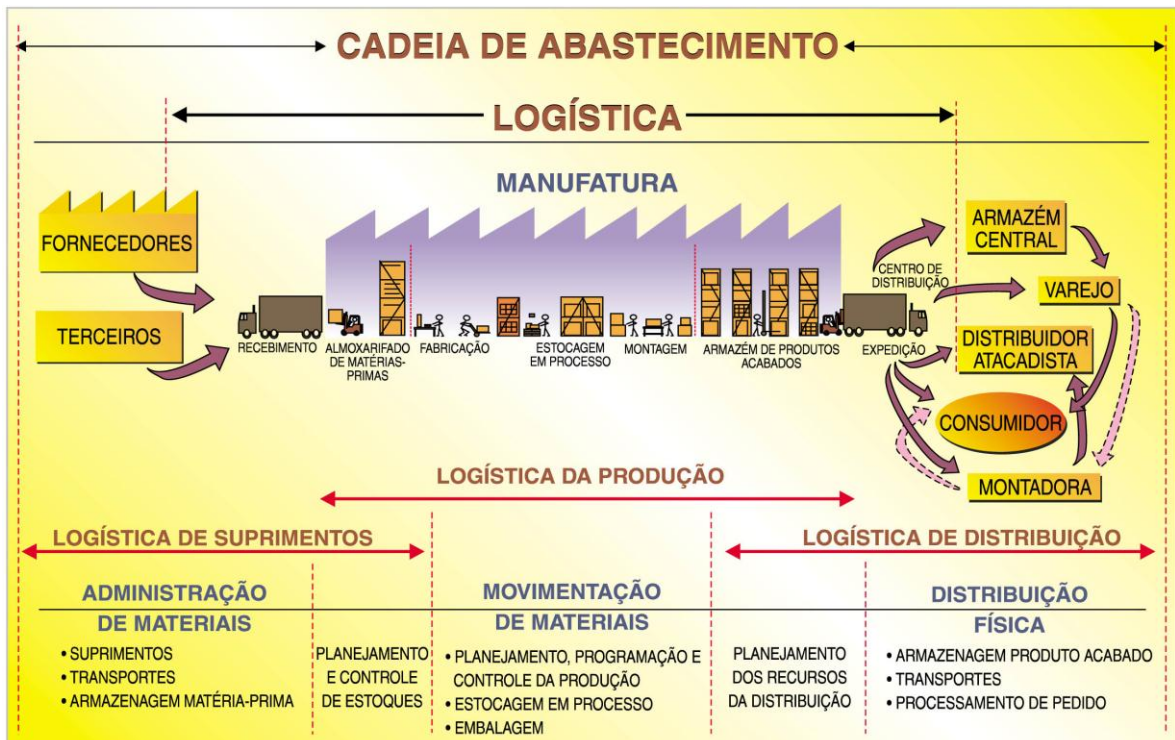 CADEIA DE ABASTECIMENTO
LOGÍSTICA
MANUFATURA
FORNECEDORES
TERCEIROS
RECEBIMENTO
ALMOXARIFADO
DE MATÉRIAS-
PRIMAS
FABRICAÇÃO
ESTOCAGEM
EM PROCESSO
MONTAGEM
ARMAZÉM DE PRODUTOS
ACABADOS
CENTRO DE
DISTRIBUIÇÃO
EXPEDIÇÃO
ARMAZÉM
CENTRAL
VAREJO
DISTRIBUIDOR
ATACADISTA
CONSUMIDOR
MONTADORA
LOGÍSTICA DA PRODUÇÃO
LOGÍSTICA DE SUPRIMENTOS
LOGÍSTICA DE DISTRIBUIÇÃO
ADMINISTRAÇÃO
DE MATERIAIS
• SUPRIMENTOS
• TRANSPORTES
• ARMAZENAGEM MATÉRIA-PRIMA
PLANEJAMENTO
E CONTROLE
DE ESTOQUES
MOVIMENTAÇÃO
DE MATERIAIS
• PLANEJAMENTO, PROGRAMAÇÃO E
CONTROLE DA PRODUÇÃO
• ESTOCAGEM EM PROCESSO
• EMBALAGEM
PLANEJAMENTO
DOS RECURSOS
DA DISTRIBUIÇÃO
DISTRIBUIÇÃO
FÍSICA
• ARMAZENAGEM PRODUTO ACABADO
• TRANSPORTES
• PROCESSAMENTO DE PEDIDO